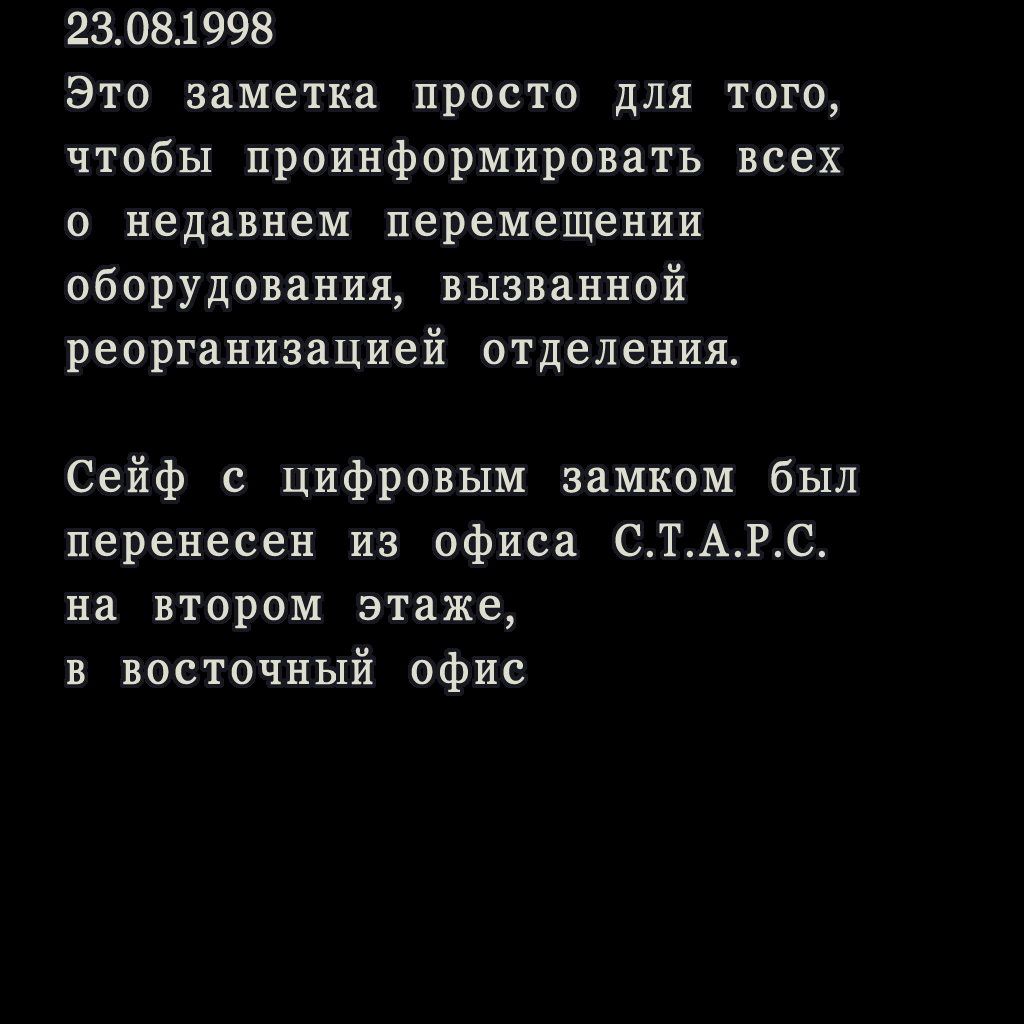 23.08.1998
Это заметка просто для того,
чтобы проинформировать всех
о недавнем перемещении
оборудования, вызванной
реорганизацией отделения.
Сейф с цифровым замком был
перенесен из офиса С.Т.А.Р.С.
на втором этаже,
в восточный офис